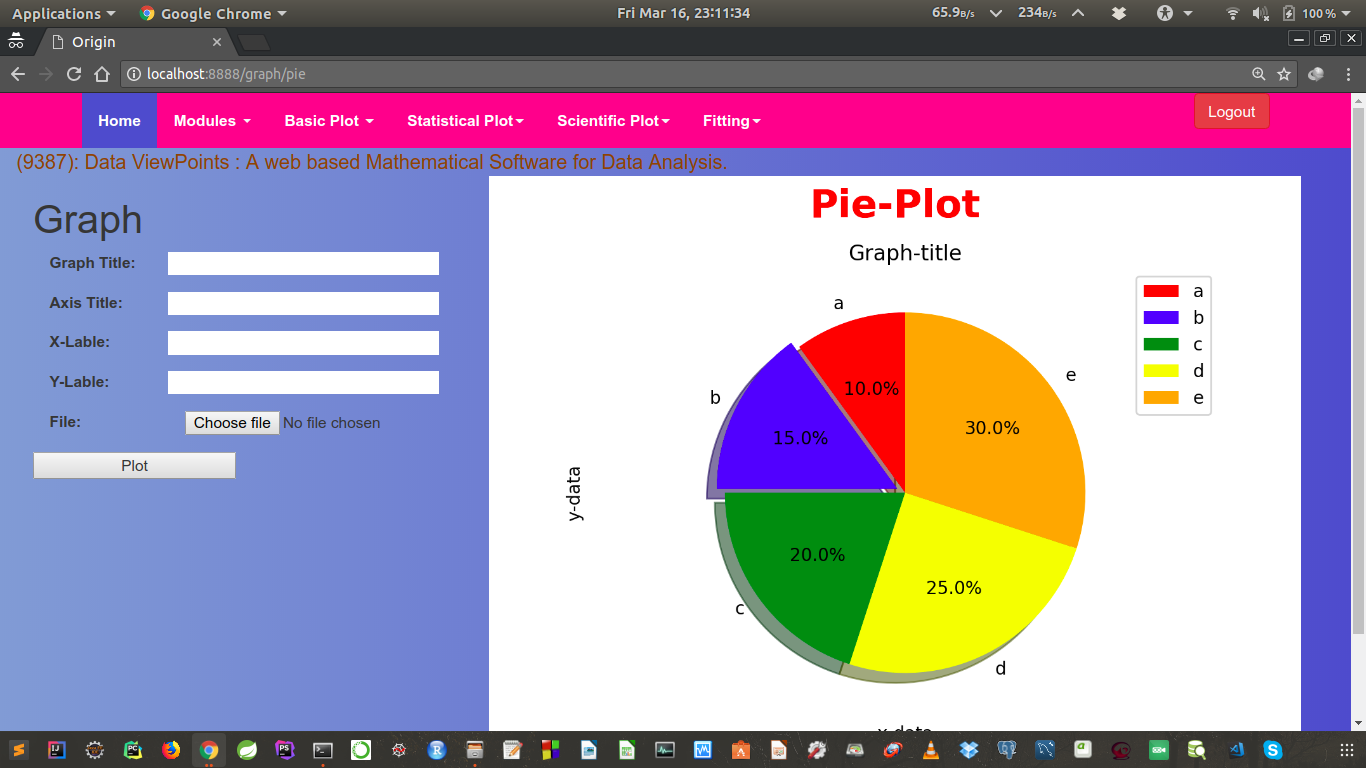 Applications Google Chrome Fri Mar 16, 23:11:34 65.9B/s 234B/s 100 %
Origin
localhost:8888/graph/pie
Home Modules Basic Plot Statistical Plot Scientific Plot Fitting Logout
(9387): Data ViewPoints : A web based Mathematical Software for Data Analysis.
Graph
Graph Title:
Axis Title:
X-Lable:
Y-Lable:
File: Choose file No file chosen
Plot
Pie-Plot
Graph-title
a
b
c
d
e
a
10.0%
b
15.0%
c
20.0%
d
25.0%
e
30.0%
y-data
x-data